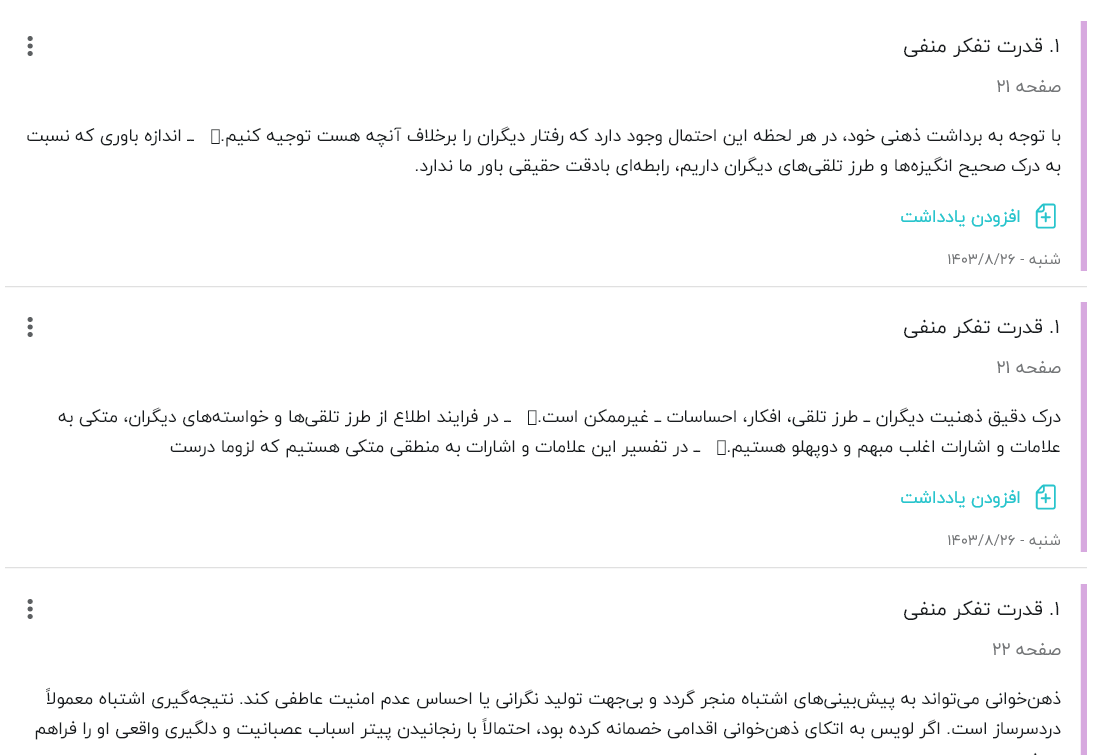 ۱. قدرت تفکر منفی
صفحه ۲۱
با توجه به برداشت ذهنی خود، در هر لحظه این احتمال وجود دارد که رفتار دیگران را برخلاف آنچه هست توجیه کنیم. ـ اندازه باوری که نسبت
به درک صحیح انگیزه‌ها و طرز تلقی‌های دیگران داریم، رابطه‌ای بادقت حقیقی باور ما ندارد.
افزودن یادداشت
شنبه - ۱۴۰۳/۸/۲۶
۱. قدرت تفکر منفی
صفحه ۲۱
درک دقیق ذهنیت دیگران ـ طرز تلقی، افکار، احساسات ـ غیرممکن است. ـ در فرایند اطلاع از طرز تلقی‌ها و خواسته‌های دیگران، متکی به
علامات و اشارات اغلب مبهم و دوپهلو هستیم. ـ در تفسیر این علامات و اشارات به منطقی متکی هستیم که لزوما درست
افزودن یادداشت
شنبه - ۱۴۰۳/۸/۲۶
۱. قدرت تفکر منفی
صفحه ۲۲
ذهن‌خوانی می‌تواند به پیش‌بینی‌های اشتباه منجر گردد و بی‌جهت تولید نگرانی یا احساس عدم امنیت عاطفی کند. نتیجه‌گیری اشتباه معمولاً
دردسرساز است. اگر لویس به اتکای ذهن‌خوانی اقدامی خصمانه کرده بود، احتمالاً با رنجانیدن پیتر اسباب عصبانیت و دلگیری واقعی او را فراهم